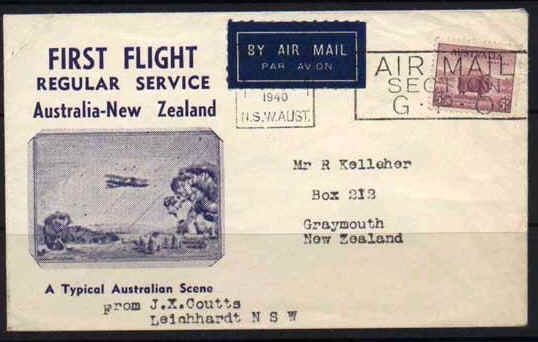 FIRST FLIGHT
REGULAR SERVICE
Australia-New Zealand
BY AIR MAIL
PAR AVION
1940
N.S.W. AUST.
AIR MAIL
G.P.O.
AUSTRALIA
Mr R Kelleher
Box 212
Graymouth
New Zealand
A Typical Australian Scene
From J.X.Coutts
Leichhardt N S W